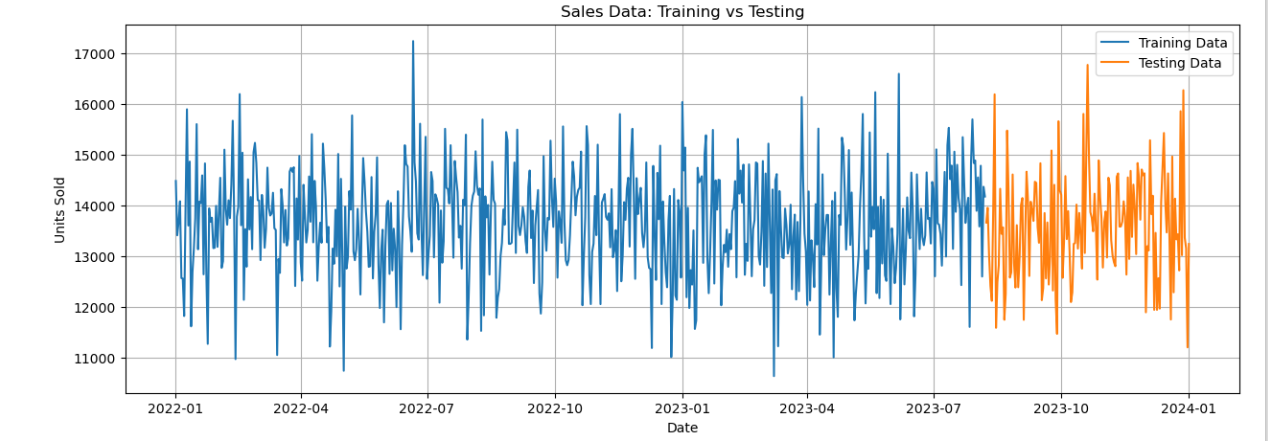 Sales Data: Training vs Testing
Training Data
Testing Data
Units Sold
17000
16000
15000
14000
13000
12000
11000
2022-01 2022-04 2022-07 2022-10 2023-01 2023-04 2023-07 2023-10 2024-01
Date